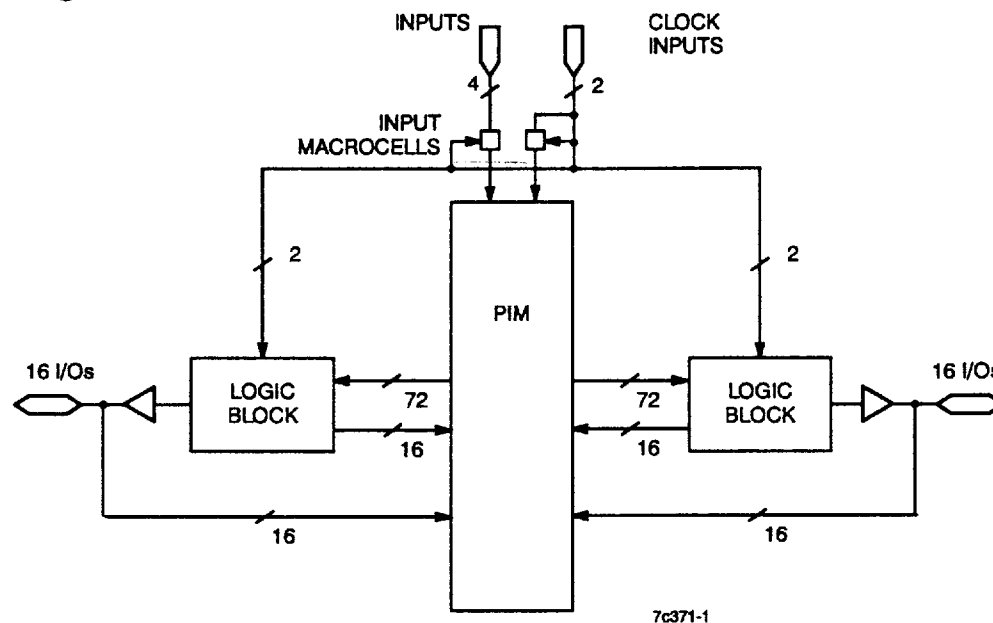 INPUTS
CLOCK
INPUTS
4
2
INPUT
MACROCELLS
2
2
PIM
16 I/Os
16 I/Os
LOGIC
BLOCK
72
72
LOGIC
BLOCK
16
16
16
16
7c371-1